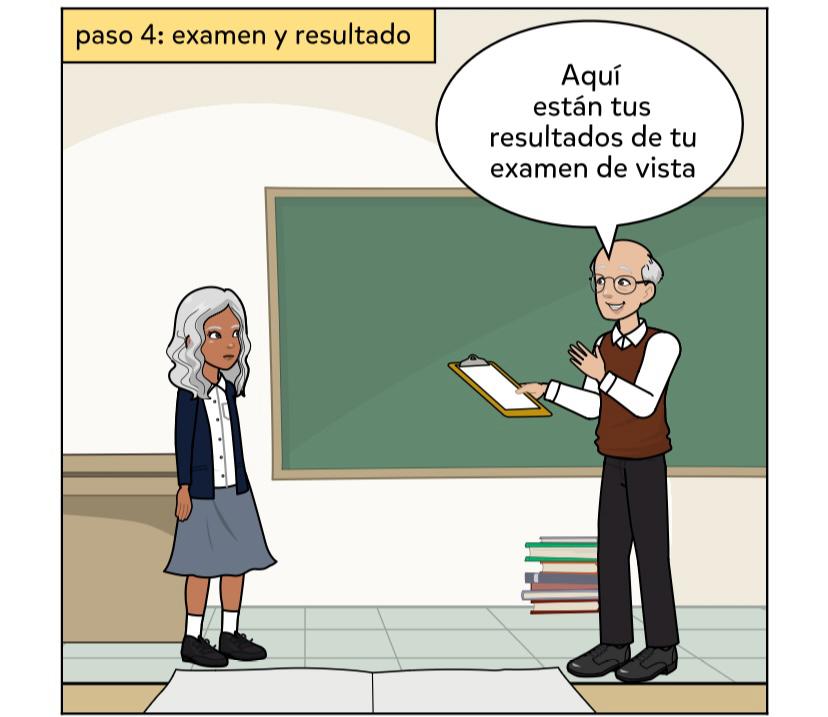 paso 4: examen y resultado
Aquí
están tus
resultados de tu
examen de vista